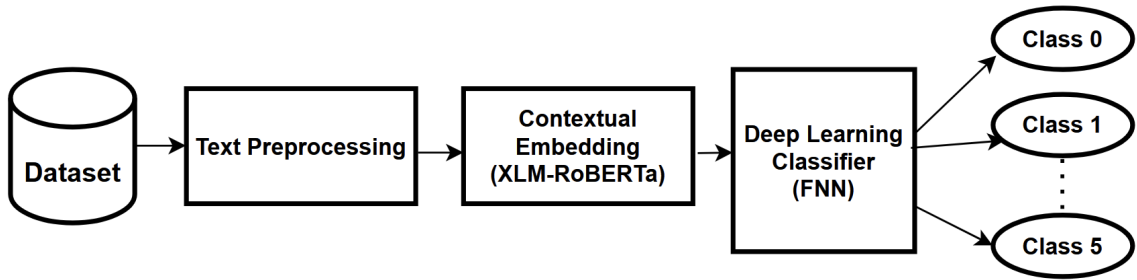 Dataset
Text Preprocessing
Contextual
Embedding
(XLM-RoBERTa)
Deep Learning
Classifier
(FNN)
Class 0
Class 1
Class 5